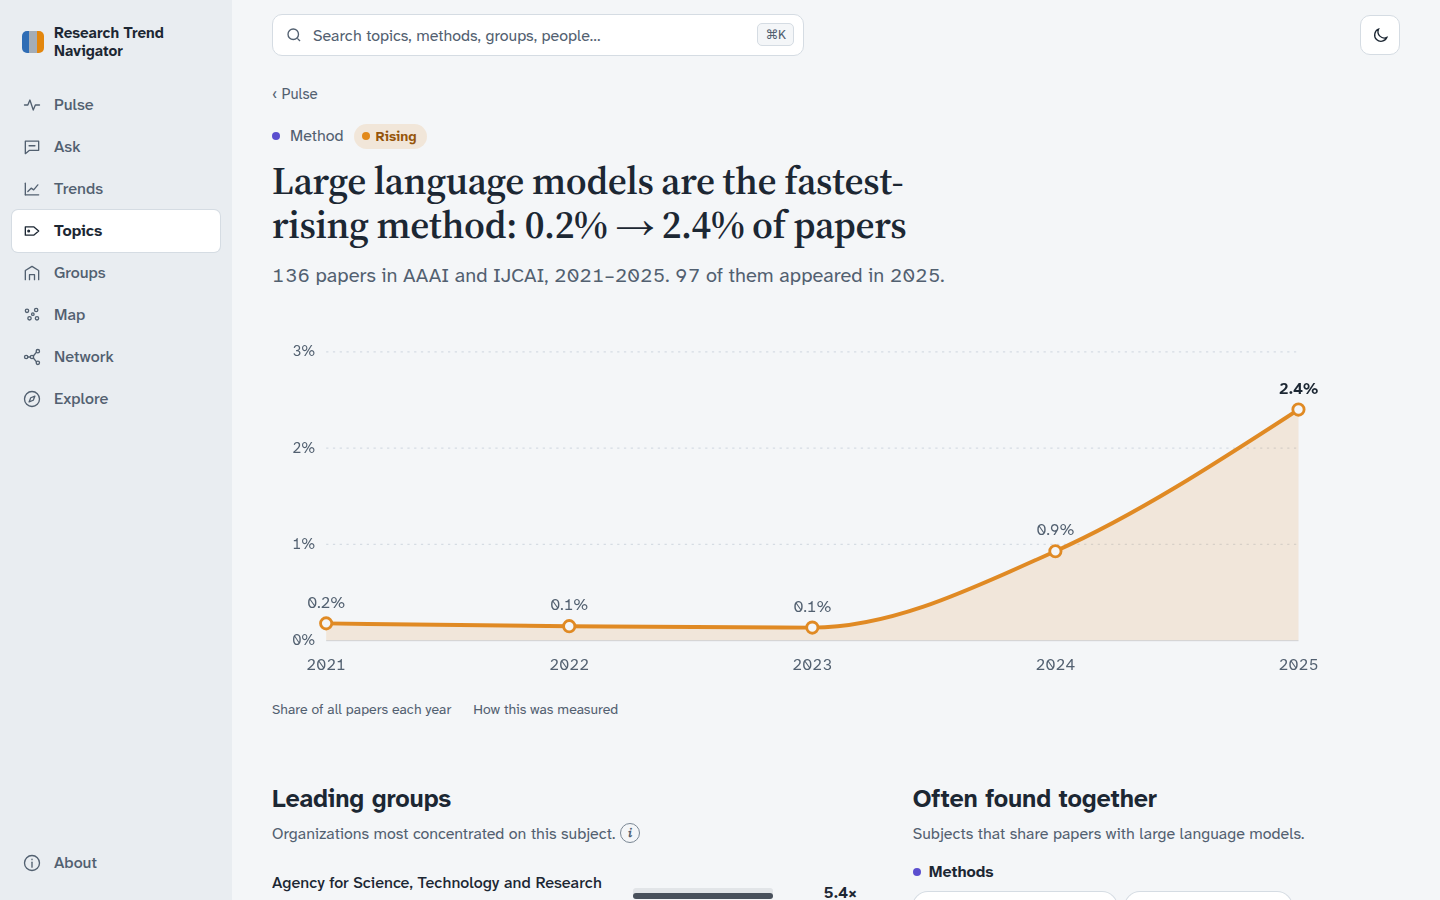 Research Trend
Navigator
Pulse
Ask
Trends
Topics
Groups
Map
Network
Explore
About
Search topics, methods, groups, people...
⌘K
‹ Pulse
Method
Rising
Large language models are the fastest-
rising method: 0.2% → 2.4% of papers
136 papers in AAAI and IJCAI, 2021–2025. 97 of them appeared in 2025.
3%
2%
1%
0%
0.2%
0.1%
0.1%
0.9%
2.4%
2021
2022
2023
2024
2025
Share of all papers each year
How this was measured
Leading groups
Organizations most concentrated on this subject. i
Agency for Science, Technology and Research
5.4×
Often found together
Subjects that share papers with large language models.
Methods